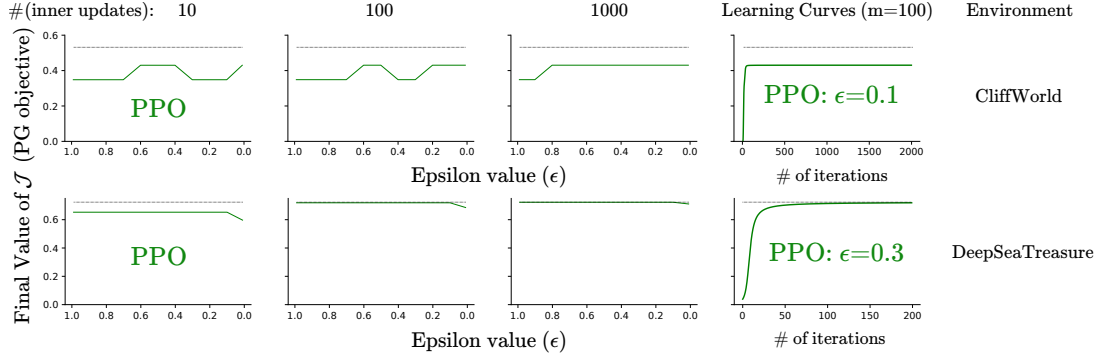 #(inner updates): 10 100 1000 Learning Curves (m=100) Environment
Final Value of 𝒥 (PG objective)
0.6
0.4
0.2
0.0
PPO
PPO: ϵ=0.1
CliffWorld
1.0 0.8 0.6 0.4 0.2 0.0
1.0 0.8 0.6 0.4 0.2 0.0
1.0 0.8 0.6 0.4 0.2 0.0
0 500 1000 1500 2000
Epsilon value (ϵ)
# of iterations
0.6
0.4
0.2
0.0
PPO
PPO: ϵ=0.3
DeepSeaTreasure
1.0 0.8 0.6 0.4 0.2 0.0
1.0 0.8 0.6 0.4 0.2 0.0
1.0 0.8 0.6 0.4 0.2 0.0
0 50 100 150 200
Epsilon value (ϵ)
# of iterations